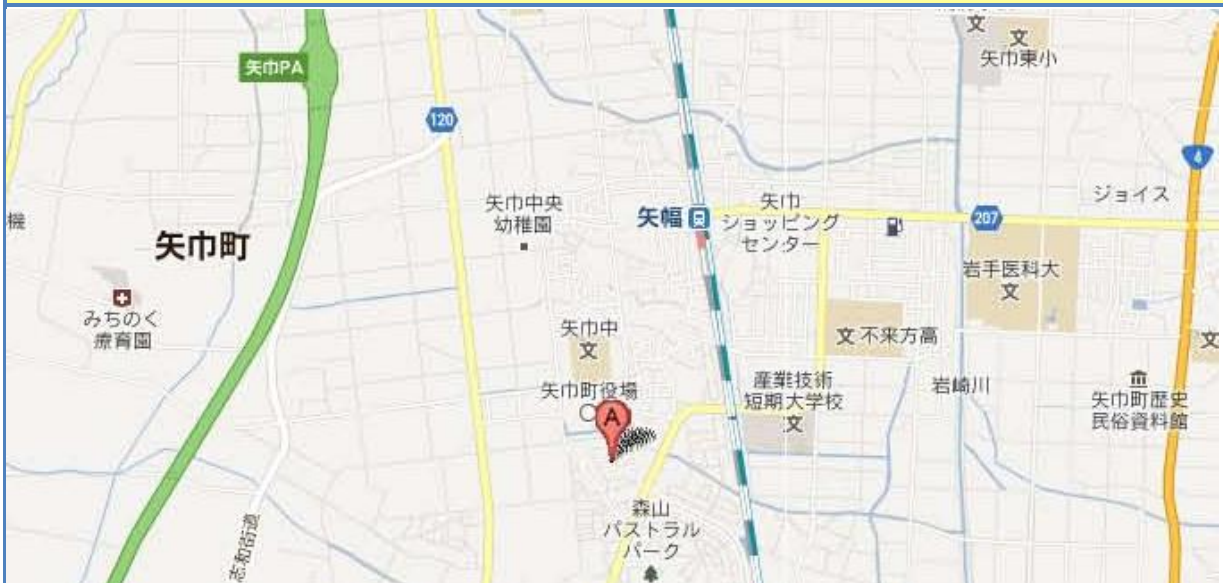 文
文
矢巾東小
矢巾PA
120
4
ジョイス
矢巾中央
幼稚園
矢幅
矢巾
ショッピング
センター
207
機
矢巾町
岩手医科大
文
みちのく
療育園
矢巾中
文
文 不来方高
文
矢巾町役場
産業技術
短期大学校
文
岩崎川
矢巾町歴史
民俗資料館
A
森山
パストラル
パーク
志和街道